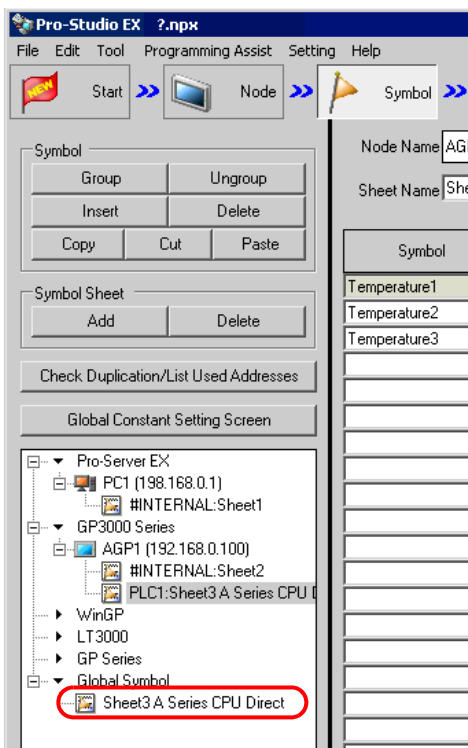 Pro-Studio EX ?.npx
File Edit Tool Programming Assist Setting Help
NEW Start Node Symbol
Symbol
Group Ungroup
Insert Delete
Copy Cut Paste
Symbol Sheet
Add Delete
Check Duplication/List Used Addresses
Global Constant Setting Screen
Pro-Server EX
PC1 (198.168.0.1)
#INTERNAL:Sheet1
GP3000 Series
AGP1 (192.168.0.100)
#INTERNAL:Sheet2
PLC1:Sheet3 A Series CPU
WinGP
LT3000
GP Series
Global Symbol
Sheet3 A Series CPU Direct
Node Name AG
Sheet Name She
Symbol
Temperature1
Temperature2
Temperature3